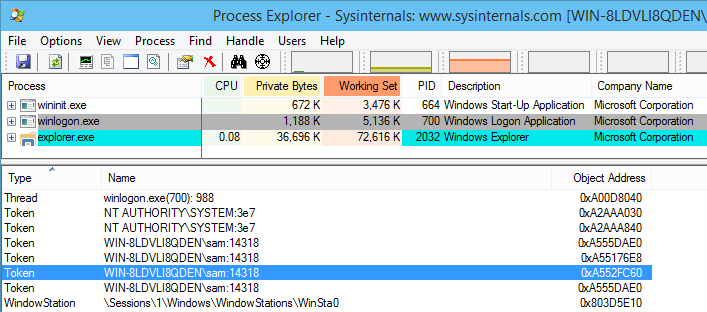 Process Explorer - Sysinternals: www.sysinternals.com [WIN-8LDVLI8QDEN\
File Options View Process Find Handle Users Help
Process CPU Private Bytes Working Set PID Description Company Name
wininit.exe 672 K 3,476 K 664 Windows Start-Up Application Microsoft Corporation
winlogon.exe 1,188 K 5,136 K 700 Windows Logon Application Microsoft Corporation
explorer.exe 0.08 36,696 K 72,616 K 2032 Windows Explorer Microsoft Corporation
Type Name Object Address
Thread winlogon.exe(700): 988 0xA00D8040
Token NT AUTHORITY\SYSTEM:3e7 0xA2AAA030
Token NT AUTHORITY\SYSTEM:3e7 0xA2AAA840
Token WIN-8LDVLI8QDEN\sam:14318 0xA555DAE0
Token WIN-8LDVLI8QDEN\sam:14318 0xA55176E8
Token WIN-8LDVLI8QDEN\sam:14318 0xA552FC60
Token WIN-8LDVLI8QDEN\sam:14318 0xA555DAE0
WindowStation \Sessions\1\Windows\WindowStations\WinSta0 0x803D5E10